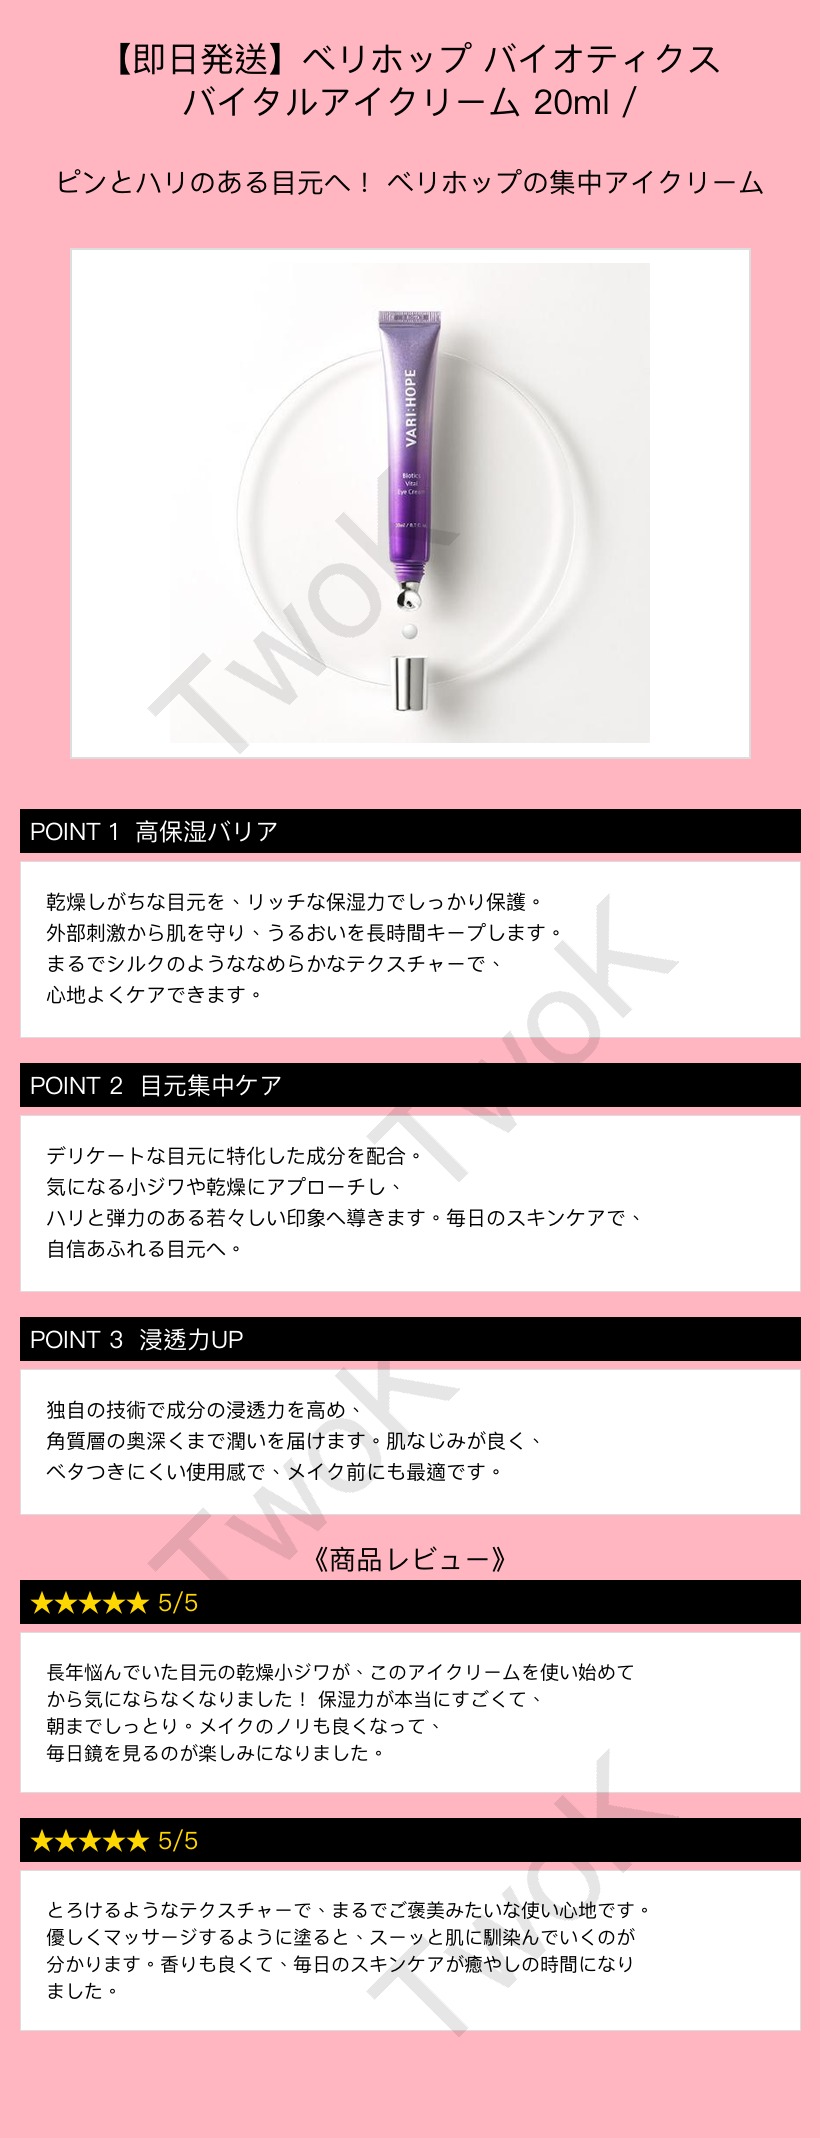 【即日発送】ベリホップ バイオティクス
バイタルアイクリーム 20ml /
ピンとハリのある目元へ！ ベリホップの集中アイクリーム
VARI:HOPE
Biotics
Vital
Eye Cream
TwoK
POINT 1 高保湿バリア
乾燥しがちな目元を、リッチな保湿力でしっかり保護。
外部刺激から肌を守り、うるおいを長時間キープします。
まるでシルクのようななめらかなテクスチャーで、
心地よくケアできます。
TwoK
POINT 2 目元集中ケア
デリケートな目元に特化した成分を配合。
気になる小ジワや乾燥にアプローチし、
ハリと弾力のある若々しい印象へ導きます。毎日のスキンケアで、
自信あふれる目元へ。
POINT 3 浸透力UP
独自の技術で成分の浸透力を高め、
角質層の奥深くまで潤いを届けます。肌なじみが良く、
ベタつきにくい使用感で、メイク前にも最適です。
TwoK
《商品レビュー》
★★★★★ 5/5
長年悩んでいた目元の乾燥小ジワが、このアイクリームを使い始めて
から気にならなくなりました！ 保湿力が本当にすごくて、
朝までしっとり。メイクのノリも良くなって、
毎日鏡を見るのが楽しみになりました。
★★★★★ 5/5
とろけるようなテクスチャーで、まるでご褒美みたいな使い心地です。
優しくマッサージするように塗ると、スーッと肌に馴染んでいくのが
分かります。香りも良くて、毎日のスキンケアが癒やしの時間になり
ました。
TwoK